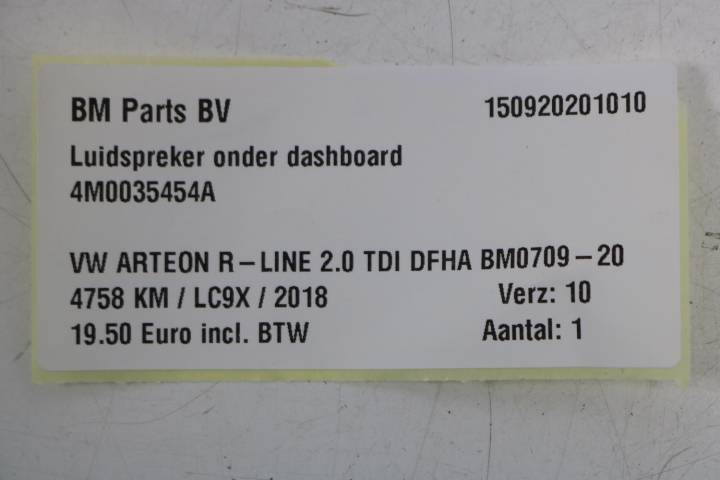 BM Parts BV 150920201010
Luidspreker onder dashboard
4M0035454A
VW ARTEON R-LINE 2.0 TDI DFHA BM0709-20
4758 KM / LC9X / 2018 Verz: 10
19.50 Euro incl. BTW Aantal: 1